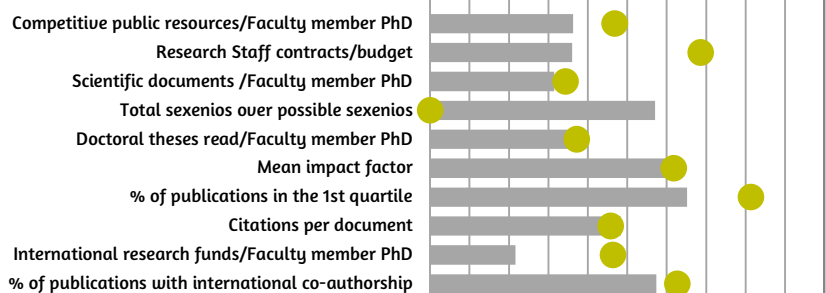 Competitive public resources/Faculty member PhD
Research Staff contracts/budget
Scientific documents /Faculty member PhD
Total sexenios over possible sexenios
Doctoral theses read/Faculty member PhD
Mean impact factor
% of publications in the 1st quartile
Citations per document
International research funds/Faculty member PhD
% of publications with international co-authorship